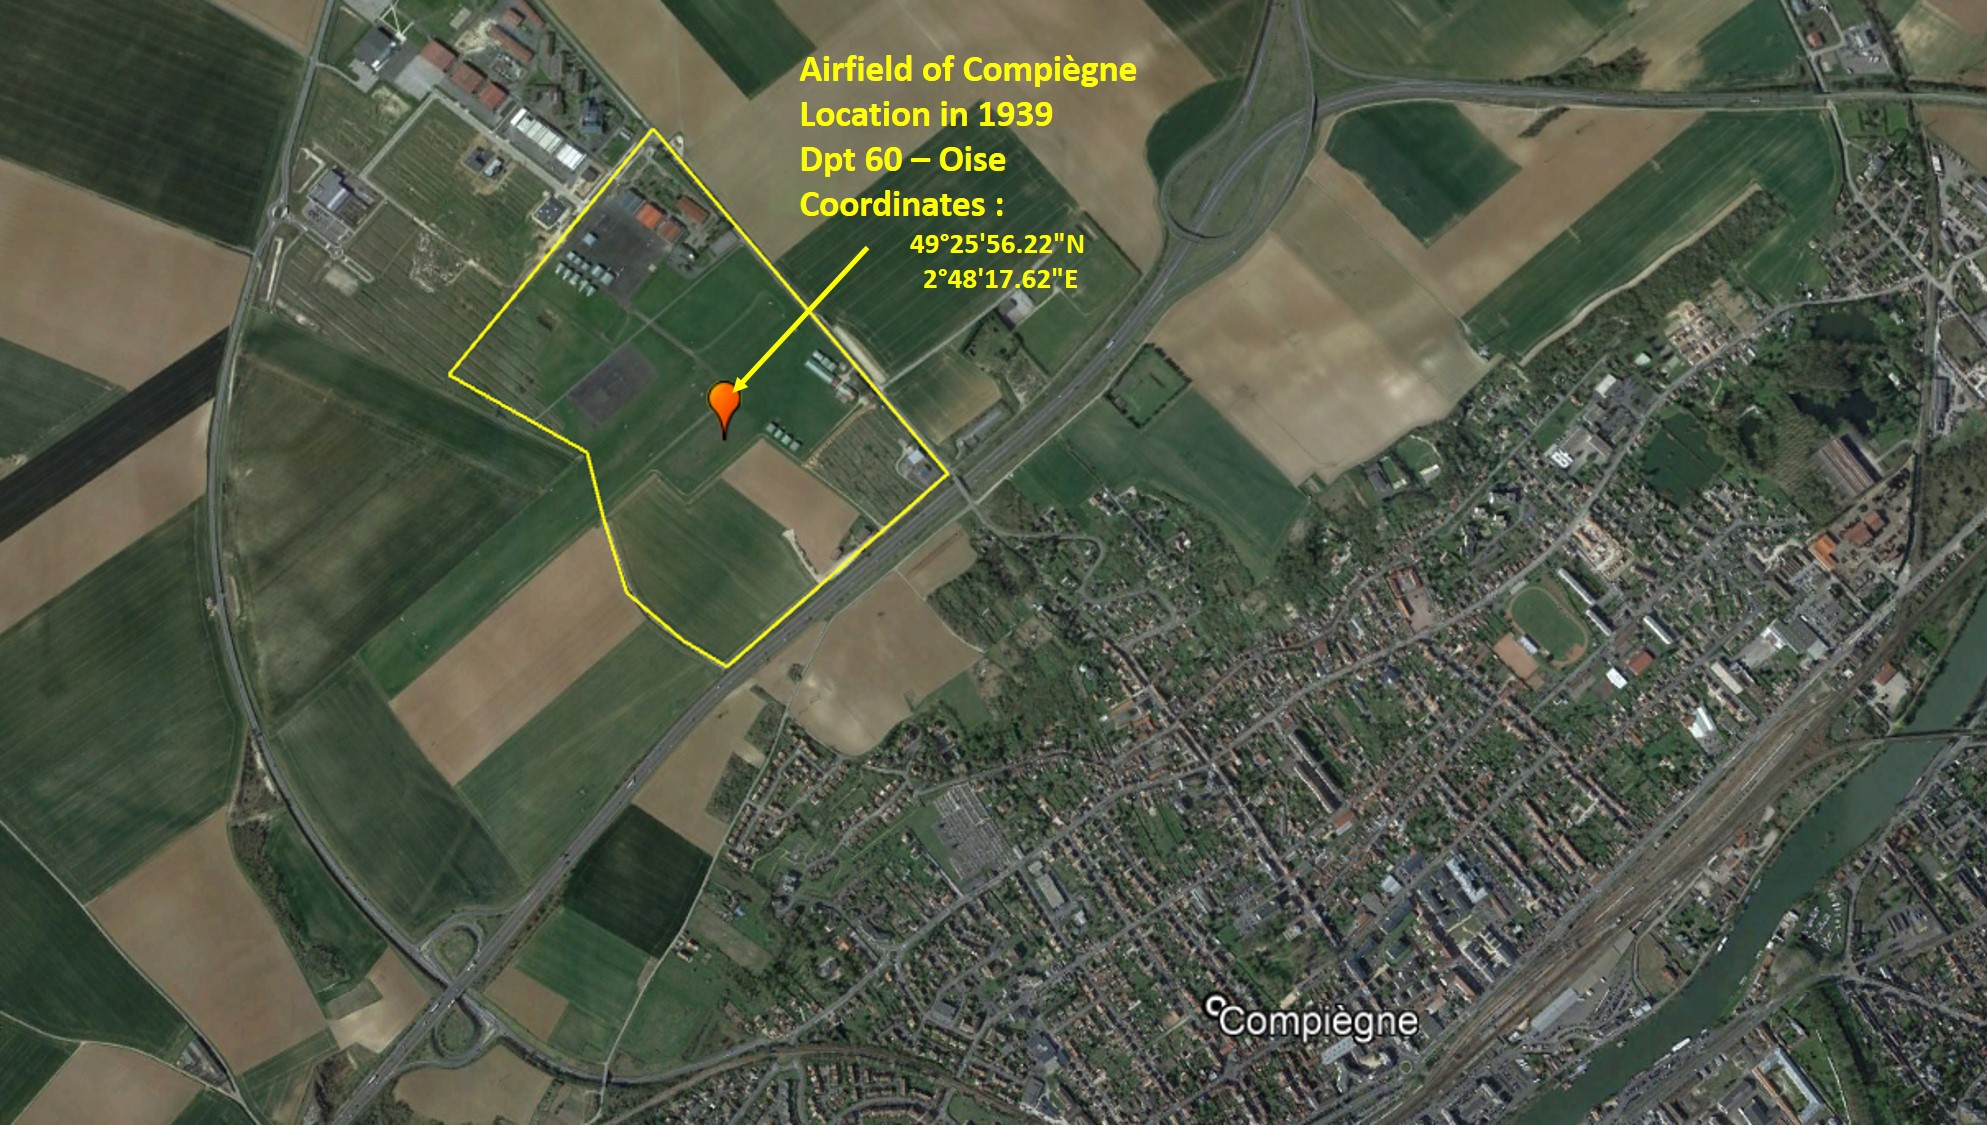 Airfield of Compiègne
Location in 1939
Dpt 60 – Oise
Coordinates :
49°25'56.22"N
2°48'17.62"E
Compiègne